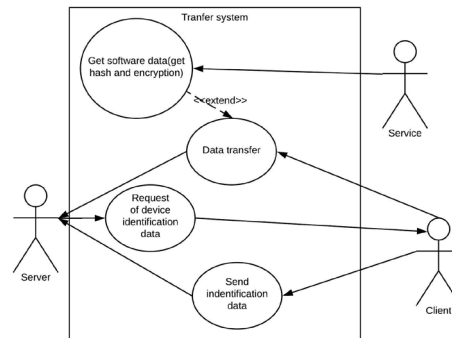 Tranfer system
Get software data(get
hash and encryption)
<<extend>>
Service
Data transfer
Request
of device
identification
data
Server
Send
indentification
data
Client